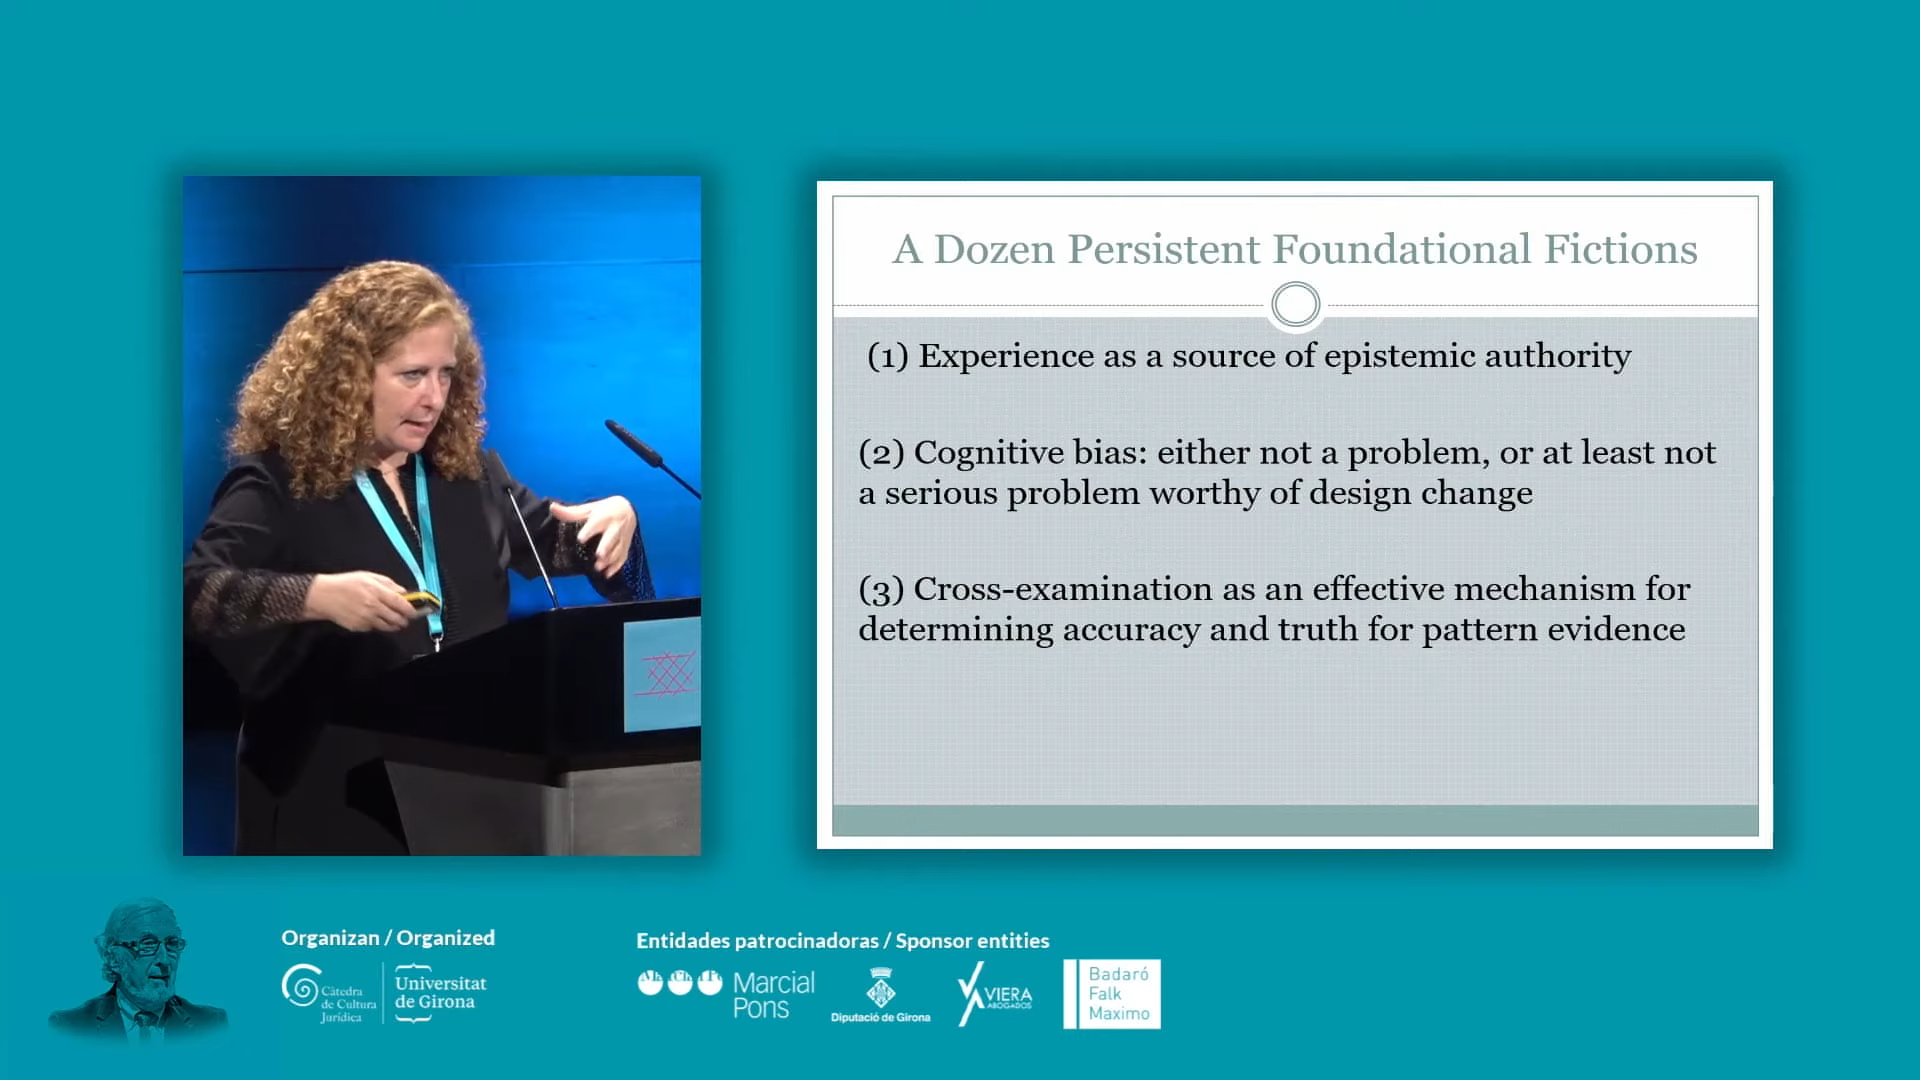 A Dozen Persistent Foundational Fictions
(1) Experience as a source of epistemic authority
(2) Cognitive bias: either not a problem, or at least not
a serious problem worthy of design change
(3) Cross-examination as an effective mechanism for
determining accuracy and truth for pattern evidence
Organizan / Organized
Càtedra
de Cultura
Jurídica
Universitat
de Girona
Entidades patrocinadoras / Sponsor entities
Marcial
Pons
Diputació de Girona
VIERA
ABOGADOS
Badaró
Falk
Maximo